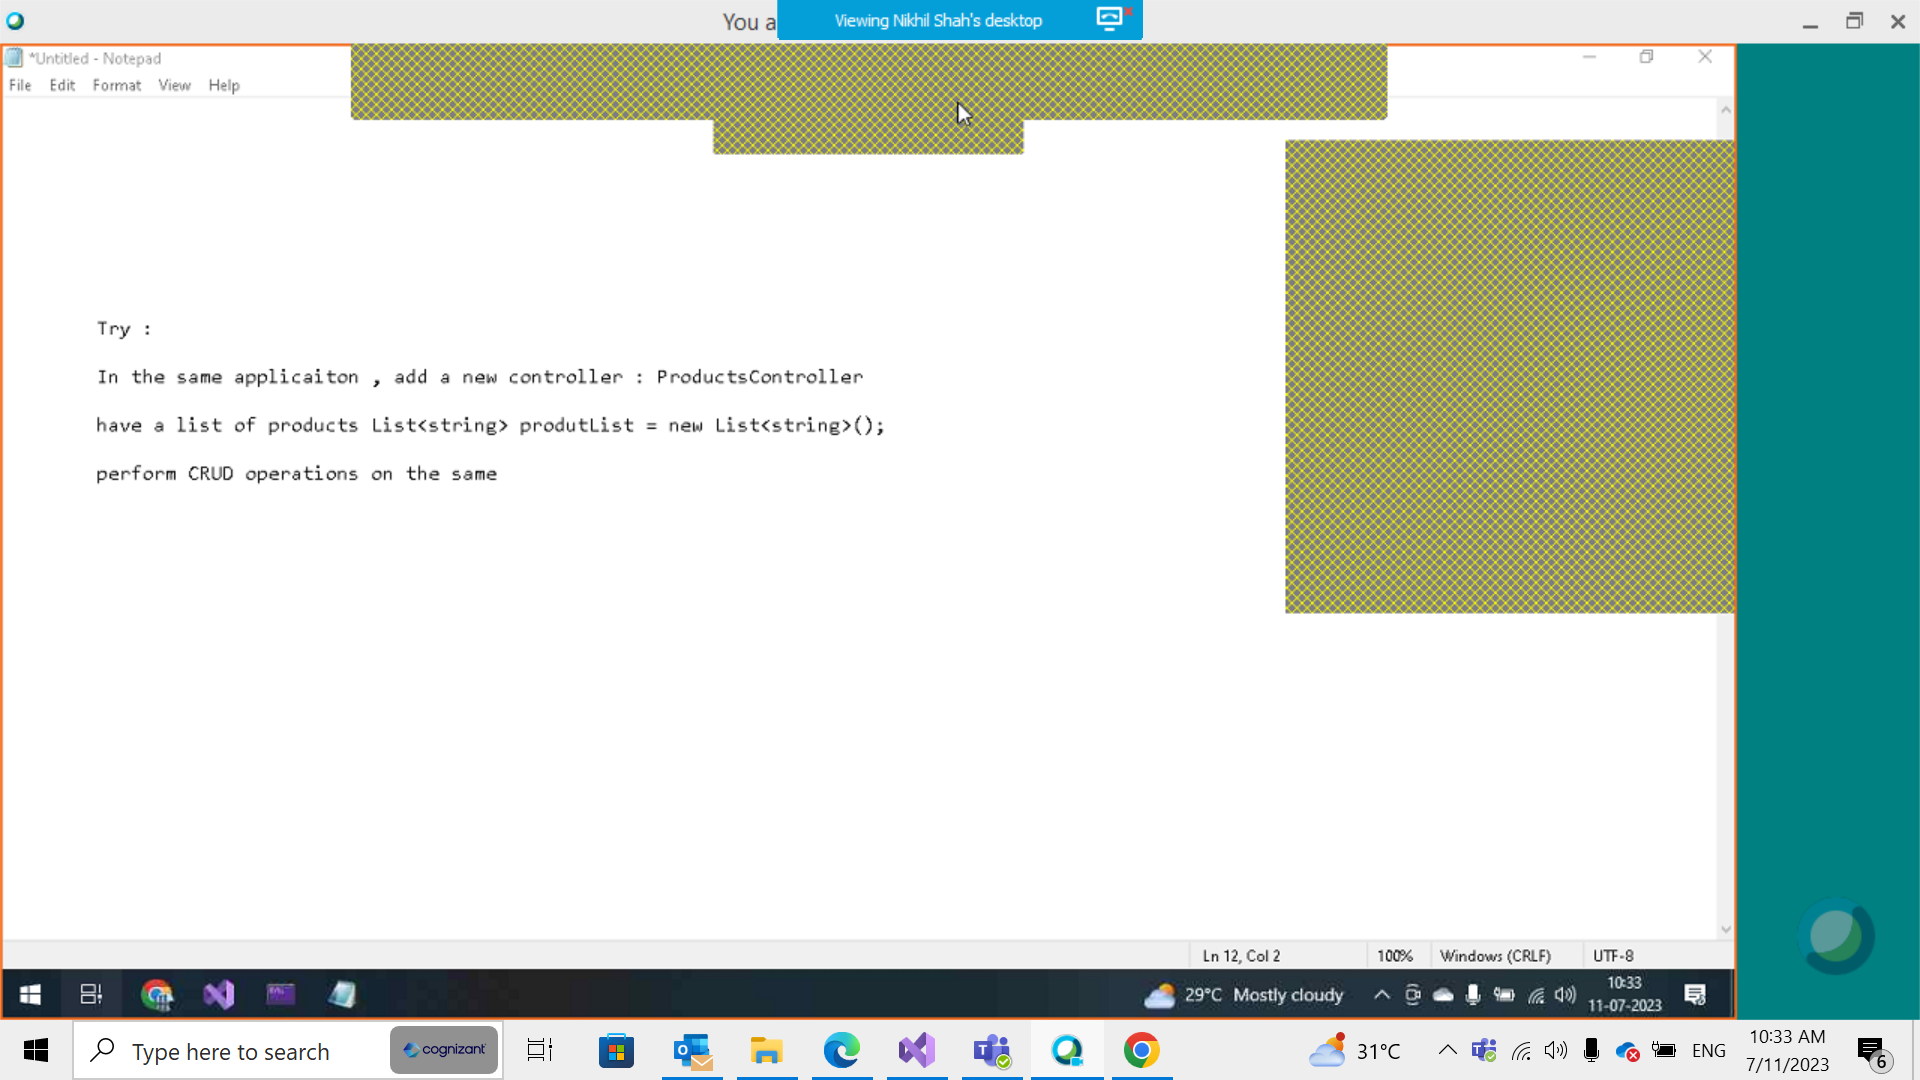 You a
Viewing Nikhil Shah's desktop
*Untitled - Notepad
File Edit Format View Help
Try :
In the same applicaiton , add a new controller : ProductsController
have a list of products List<string> produtList = new List<string>();
perform CRUD operations on the same
Ln 12, Col 2 100% Windows (CRLF) UTF-8
29°C Mostly cloudy
10:33
11-07-2023
Type here to search
cognizant
31°C
ENG
10:33 AM
7/11/2023
6